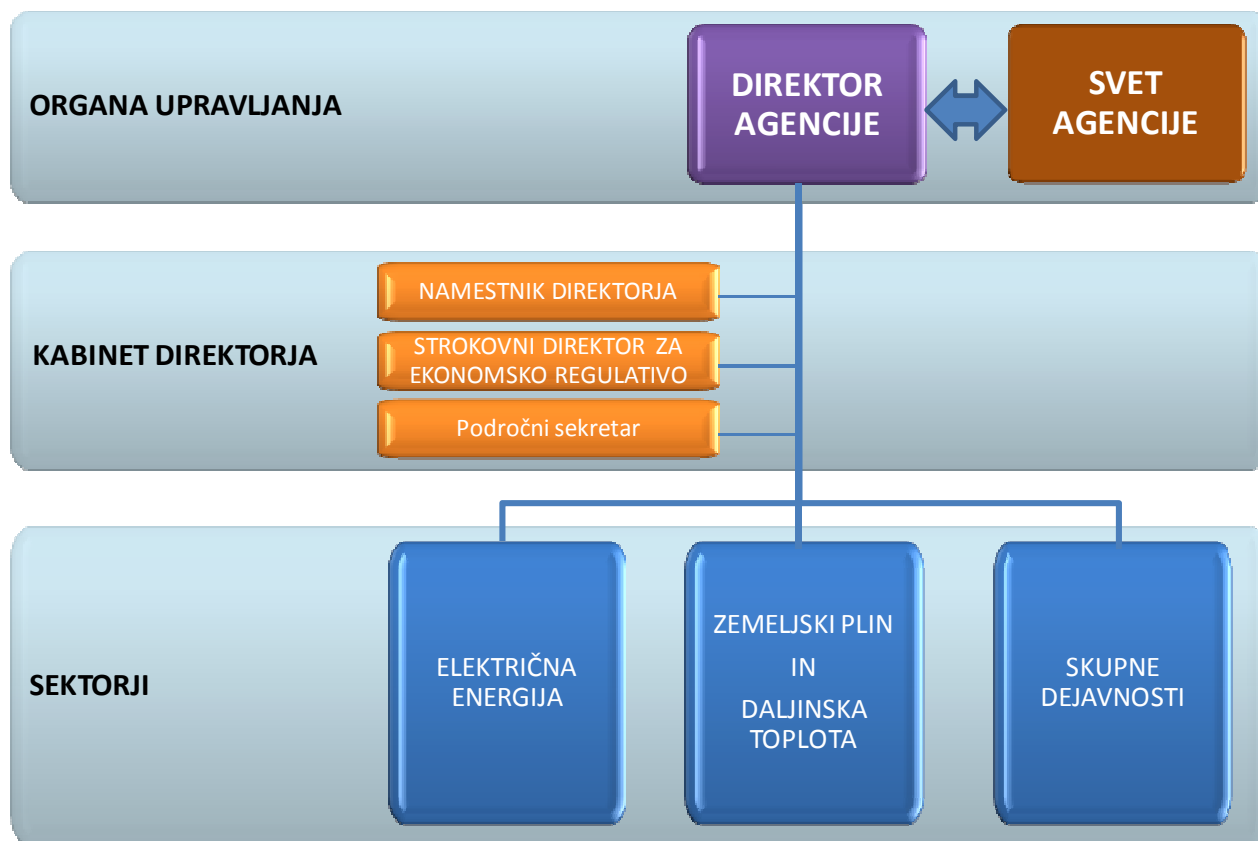 ORGANA UPRAVLJANJA
DIREKTOR
AGENCIJE
SVET
AGENCIJE
KABINET DIREKTORJA
NAMESTNIK DIREKTORJA
STROKOVNI DIREKTOR ZA
EKONOMSKO REGULATIVO
Področni sekretar
SEKTORJI
ELEKTRIČNA
ENERGIJA
ZEMELJSKI PLIN
IN
DALJINSKA
TOPLOTA
SKUPNE
DEJAVNOSTI